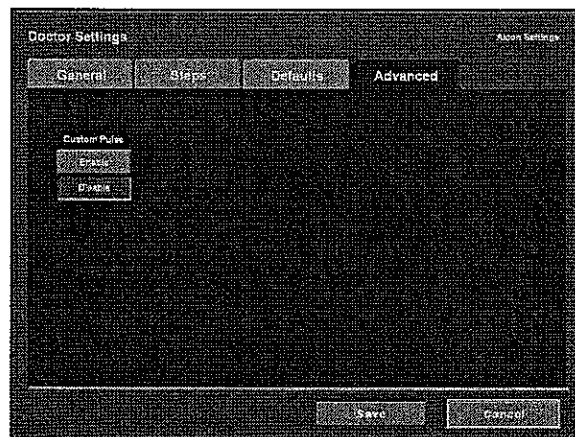 Doctor Settings
Alcon Settings
General
Steps
Defaults
Advanced
Custom Pulse
Enable
Disable
Save
Cancel